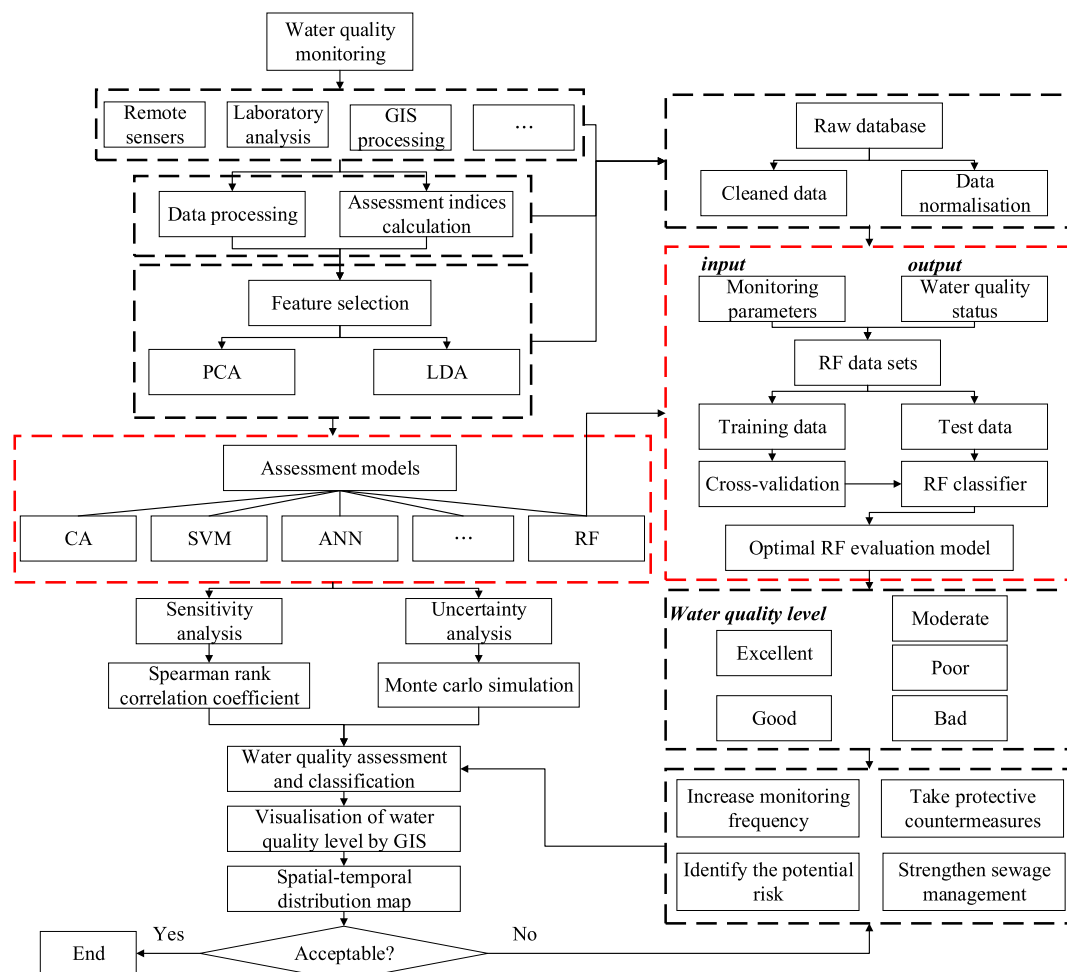 Water quality
monitoring
Remote
sensers
Laboratory
analysis
GIS
processing
...
Data processing
Assessment indices
calculation
Feature selection
PCA
LDA
Assessment models
CA
SVM
ANN
...
RF
Sensitivity
analysis
Uncertainty
analysis
Spearman rank
correlation coefficient
Monte carlo simulation
Water quality assessment
and classification
Visualisation of water
quality level by GIS
Spatial-temporal
distribution map
Acceptable?
Yes
No
End
Raw database
Cleaned data
Data
normalisation
input
output
Monitoring
parameters
Water quality
status
RF data sets
Training data
Test data
Cross-validation
RF classifier
Optimal RF evaluation model
Water quality level
Excellent
Good
Moderate
Poor
Bad
Increase monitoring
frequency
Take protective
countermeasures
Identify the potential
risk
Strengthen sewage
management